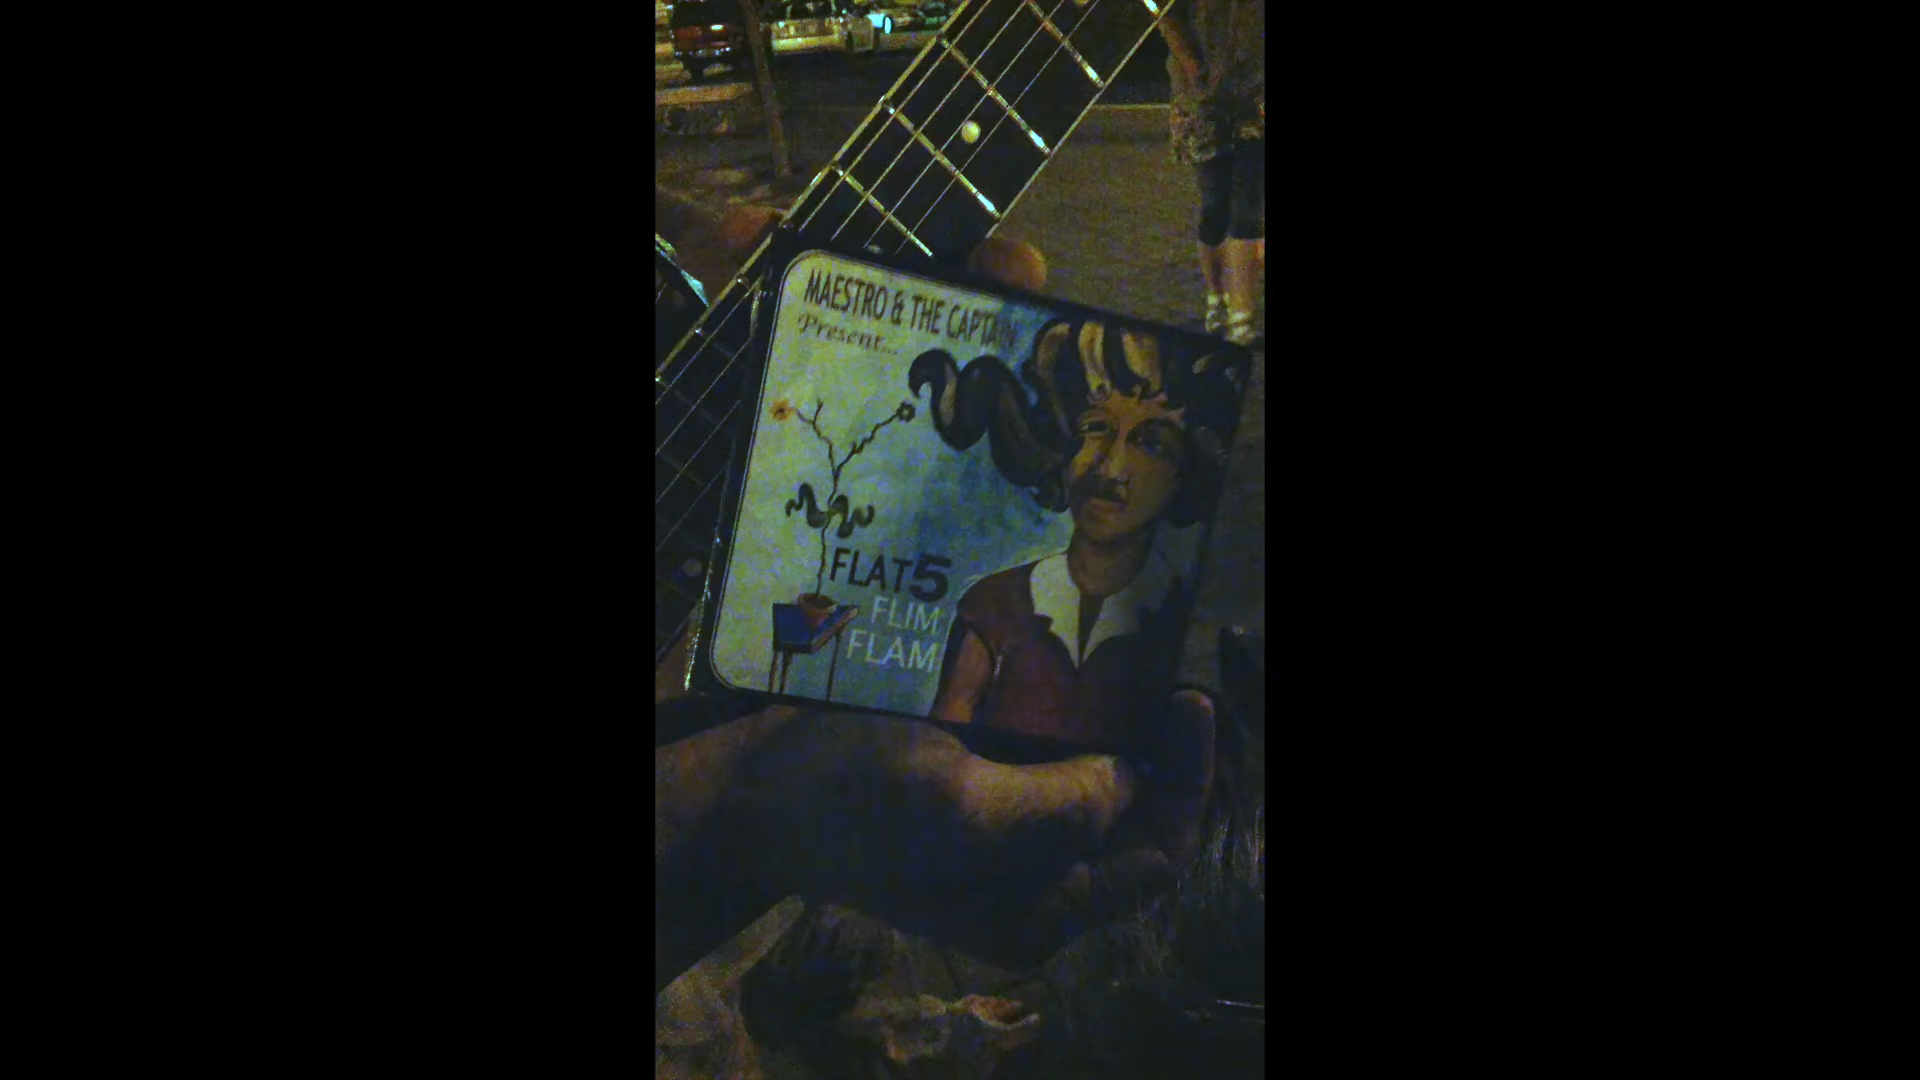 MAESTRO & THE CAPTAIN
Present...
FLAT5
FLIM
FLAM